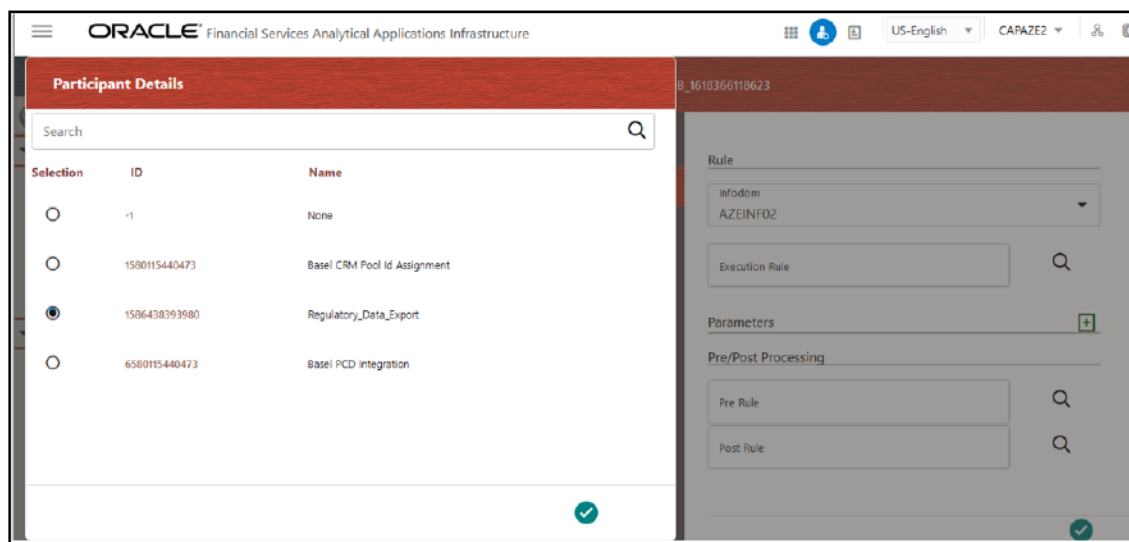 ORACLE Financial Services Analytical Applications Infrastructure
US-English
CAPAZE2
Participant Details
B_1618366118623
Search
Selection ID Name
-1 None
1580115440473 Basel CRM Pool Id Assignment
1586438393980 Regulatory_Data_Export
6580115440473 Basel PCD Integration
Rule
Infodom
AZEINF02
Execution Rule
Parameters
Pre/Post Processing
Pre Rule
Post Rule